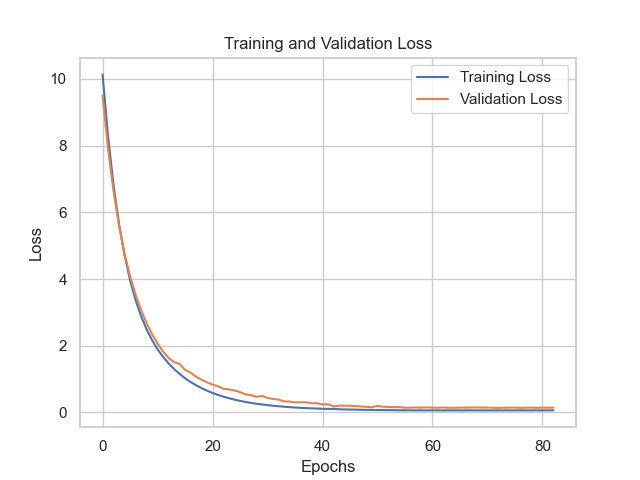 Training and Validation Loss
Training Loss
Validation Loss
Loss
10
8
6
4
2
0
0 20 40 60 80
Epochs